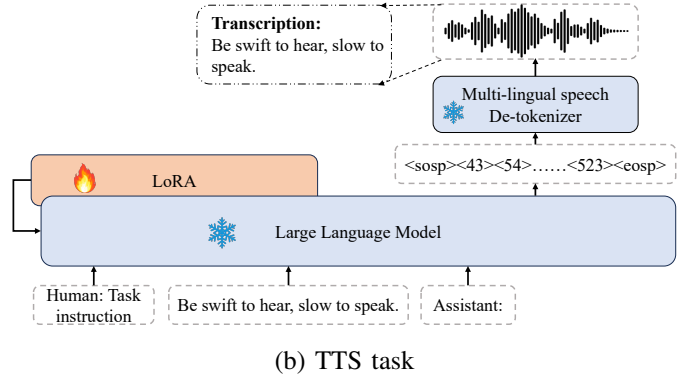 Transcription:
Be swift to hear, slow to
speak.
Multi-lingual speech
De-tokenizer
<sosp><43><54>……<523><eosp>
LoRA
Large Language Model
Human: Task
instruction
Be swift to hear, slow to speak.
Assistant:
(b) TTS task